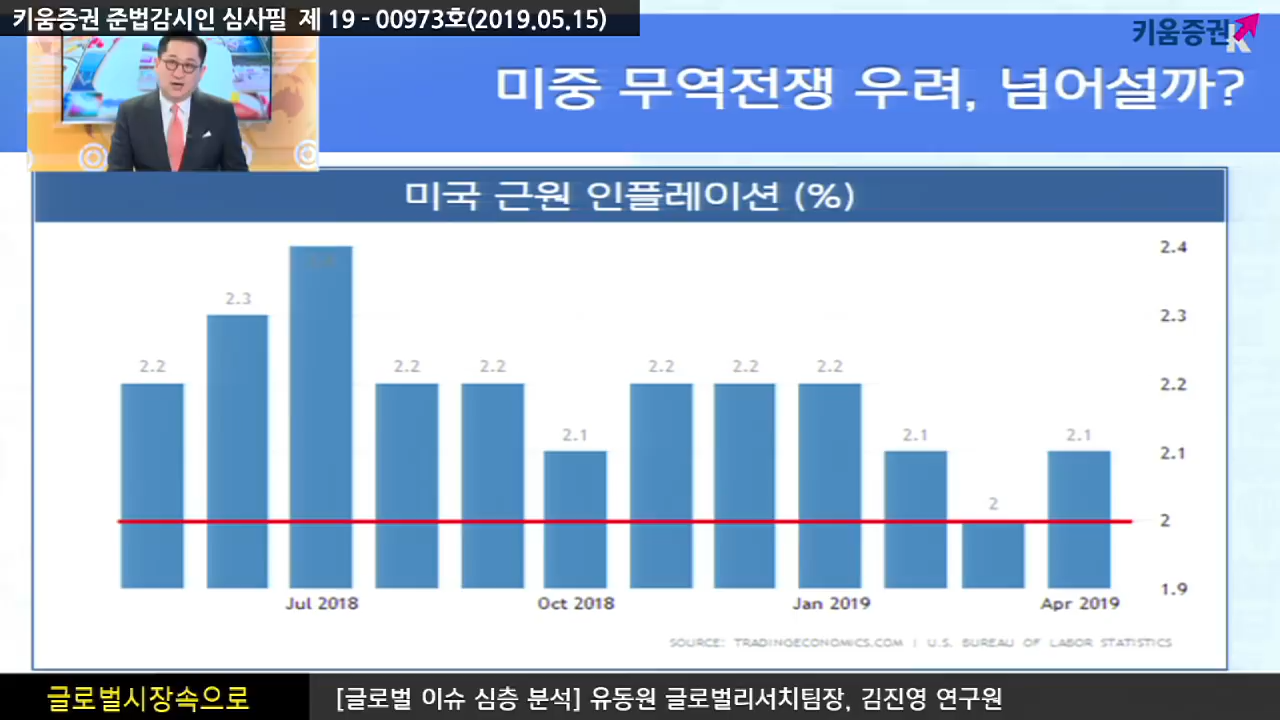 키움증권 준법감시인 심사필 제 19 - 00973호(2019.05.15)
키움증권
미중 무역전쟁 우려, 넘어설까?
미국 근원 인플레이션 (%)
2.4
2.3
2.2
2.1
2
1.9
2.2
2.3
2.2
2.2
2.1
2.2
2.2
2.2
2.1
2
2.1
Jul 2018
Oct 2018
Jan 2019
Apr 2019
SOURCE: TRADINGECONOMICS.COM | U.S. BUREAU OF LABOR STATISTICS
글로벌시장속으로
[글로벌 이슈 심층 분석] 유동원 글로벌리서치팀장, 김진영 연구원